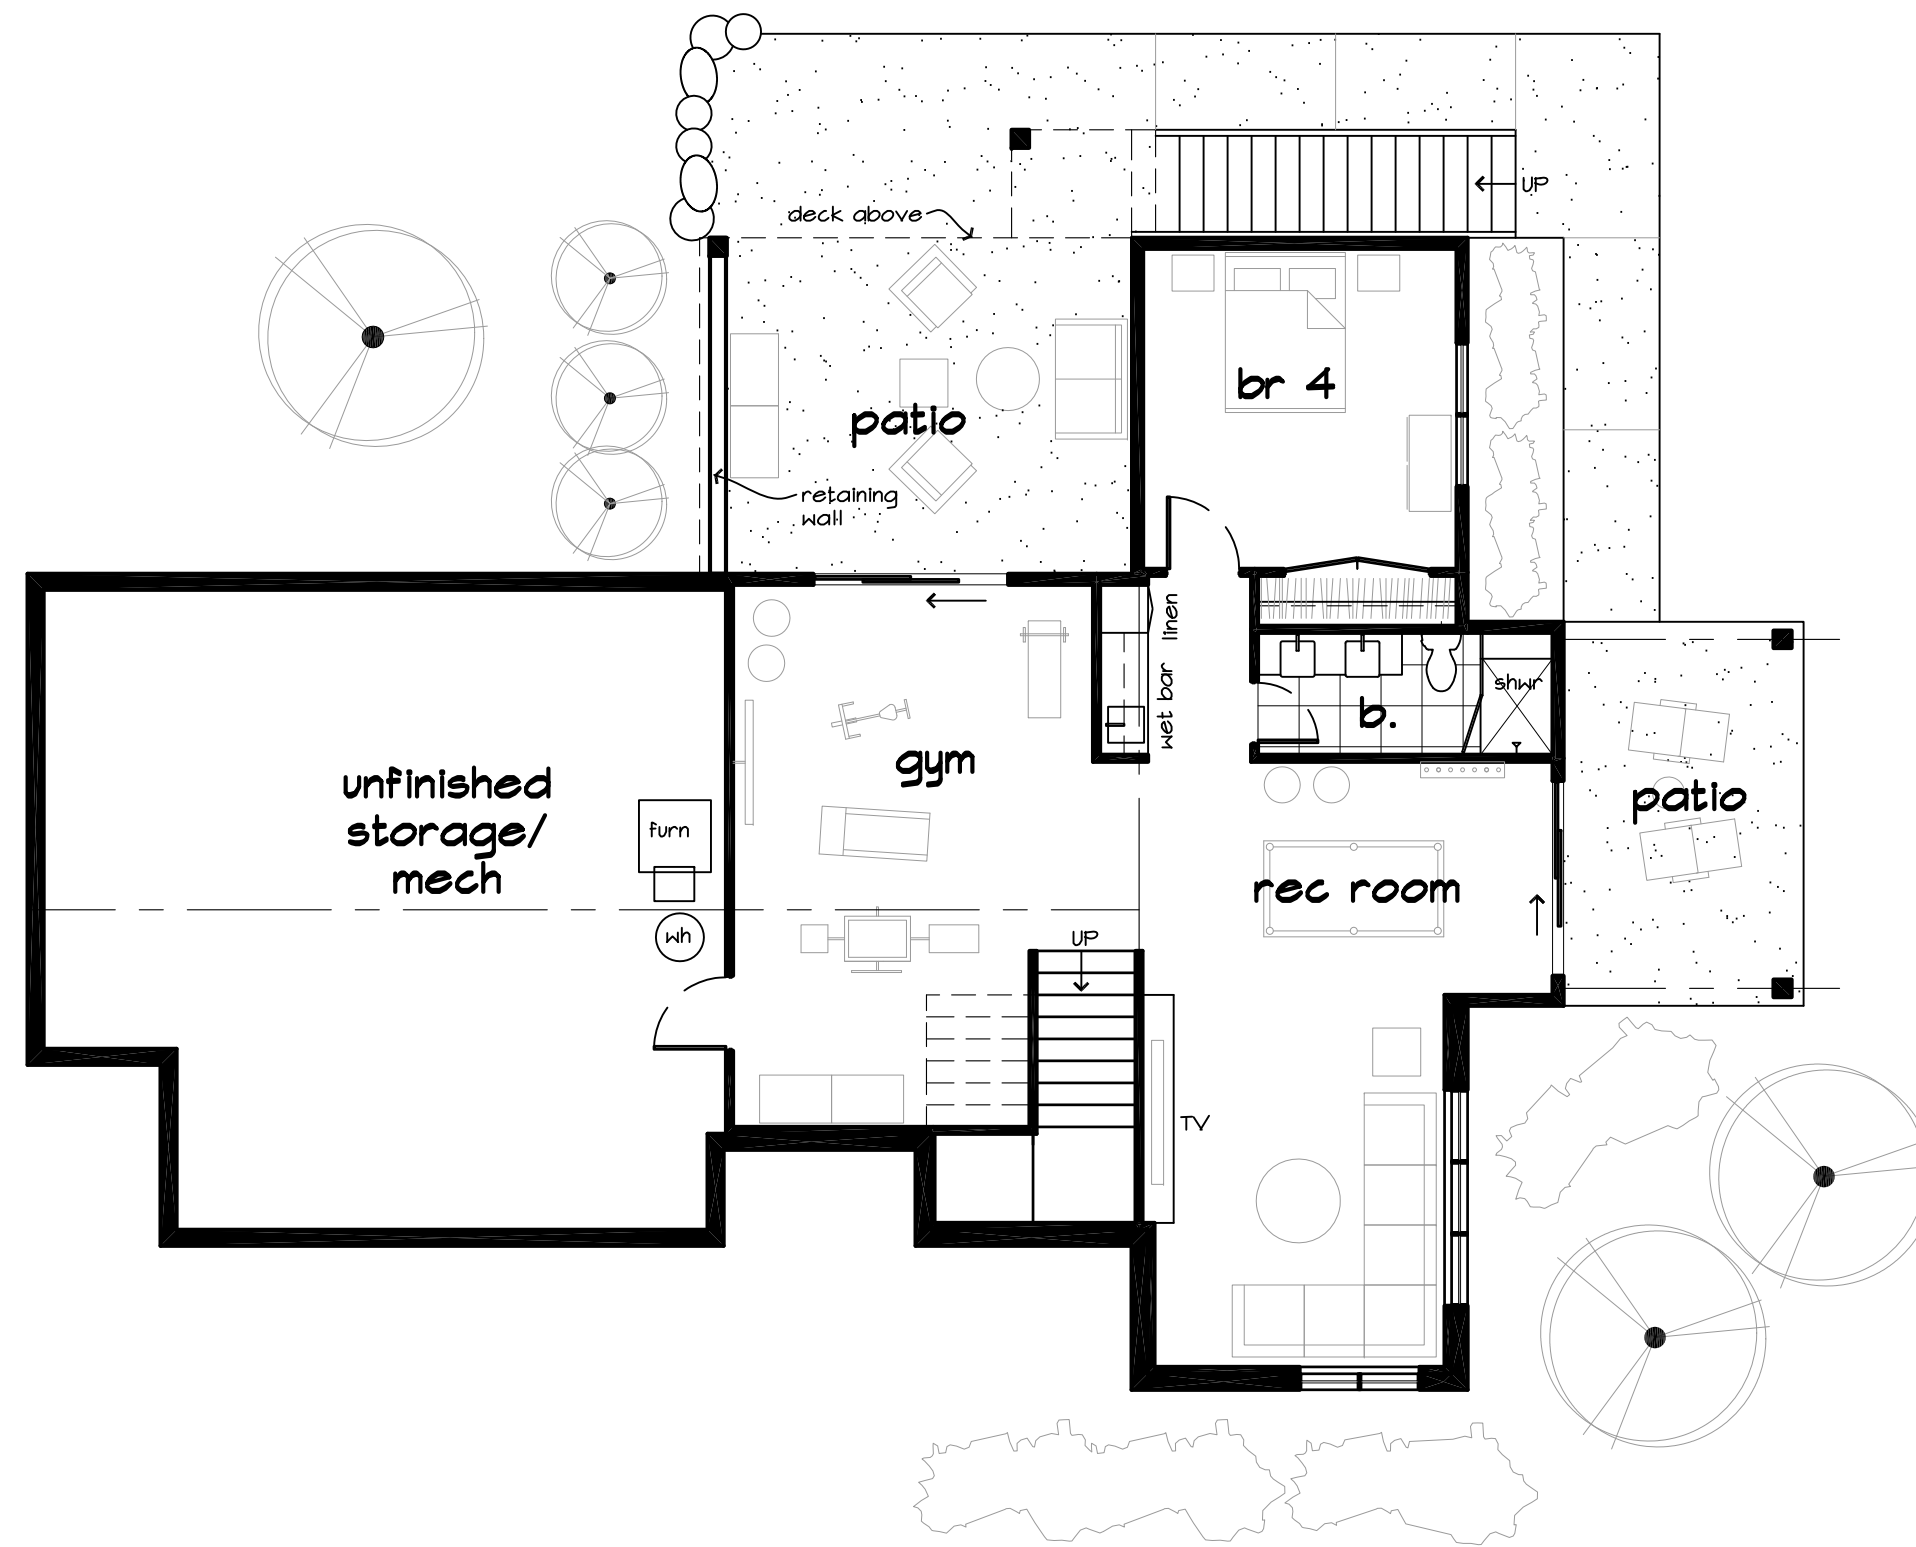 UP
deck above
br 4
patio
retaining
wall
linen
wet bar
shwr
b.
gym
unfinished
storage/
mech
furn
patio
rec room
wh
UP
TV